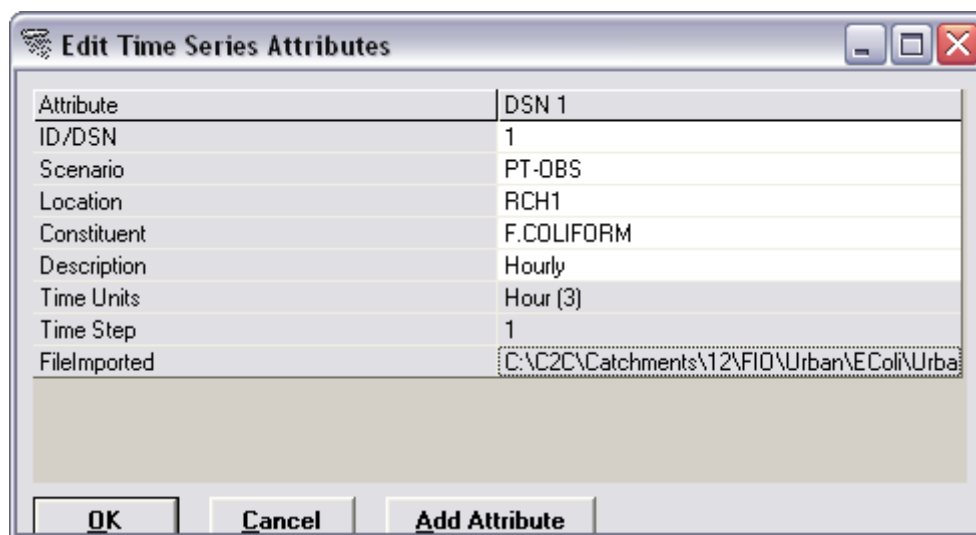 Edit Time Series Attributes
Attribute DSN 1
ID/DSN 1
Scenario PT-OBS
Location RCH1
Constituent F.COLIFORM
Description Hourly
Time Units Hour (3)
Time Step 1
FileImported C:\C2C\Catchments\12\FIO\Urban\EColi\Urba
OK Cancel Add Attribute